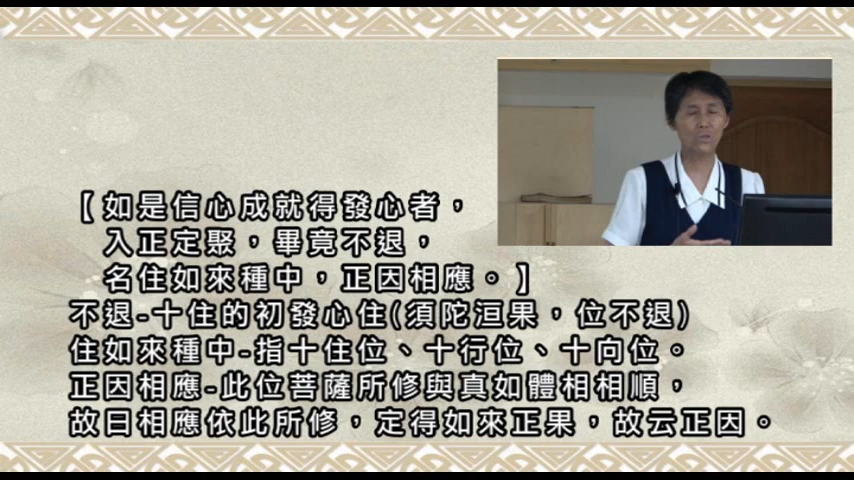 【如是信心成就得發心者，
入正定聚，畢竟不退，
名住如來種中，正因相應。】
不退-十住的初發心住(須陀洹果，位不退)
住如來種中-指十住位、十行位、十向位。
正因相應-此位菩薩所修與真如體相相順，
故曰相應依此所修，定得如來正果，故云正因。